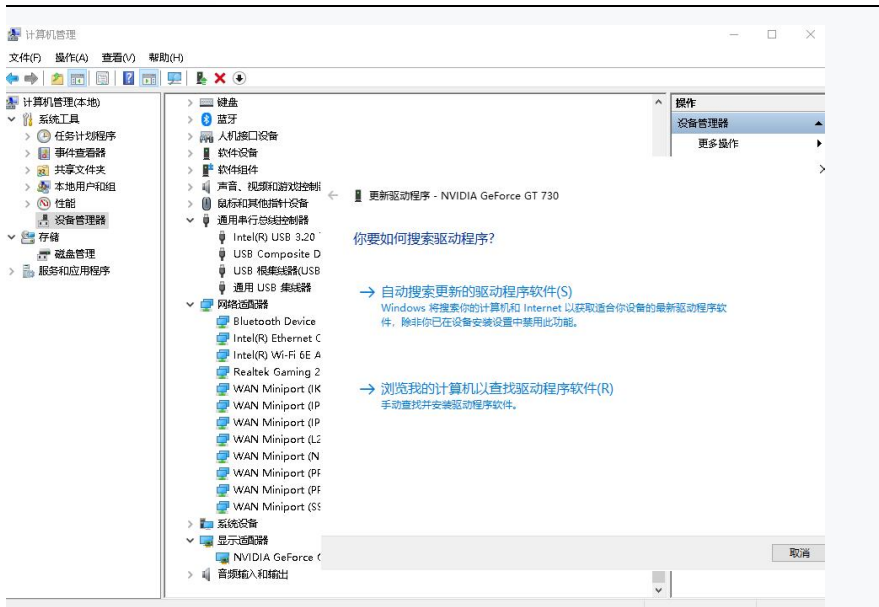 计算机管理
文件(F) 操作(A) 查看(V) 帮助(H)
计算机管理(本地)
系统工具
任务计划程序
事件查看器
共享文件夹
本地用户和组
性能
设备管理器
存储
磁盘管理
服务和应用程序
键盘
蓝牙
人机接口设备
软件设备
软件组件
声音、视频和游戏控制
鼠标和其他指针设备
通用串行总线控制器
Intel(R) USB 3.20
USB Composite D
USB 根集线器(USB
通用 USB 集线器
网络适配器
Bluetooth Device
Intel(R) Ethernet C
Intel(R) Wi-Fi 6E A
Realtek Gaming 2
WAN Miniport (IK
WAN Miniport (IP
WAN Miniport (IP
WAN Miniport (L2
WAN Miniport (N
WAN Miniport (PF
WAN Miniport (PF
WAN Miniport (SS
系统设备
显示适配器
NVIDIA GeForce G
音频输入和输出
更新驱动程序 - NVIDIA GeForce GT 730
你要如何搜索驱动程序?
自动搜索更新的驱动程序软件(S)
Windows 将搜索你的计算机和 Internet 以获取适合你设备的最新驱动程序软
件，除非你已在设备安装设置中禁用此功能。
浏览我的计算机以查找驱动程序软件(R)
手动查找并安装驱动程序软件。
取消
操作
设备管理器
更多操作